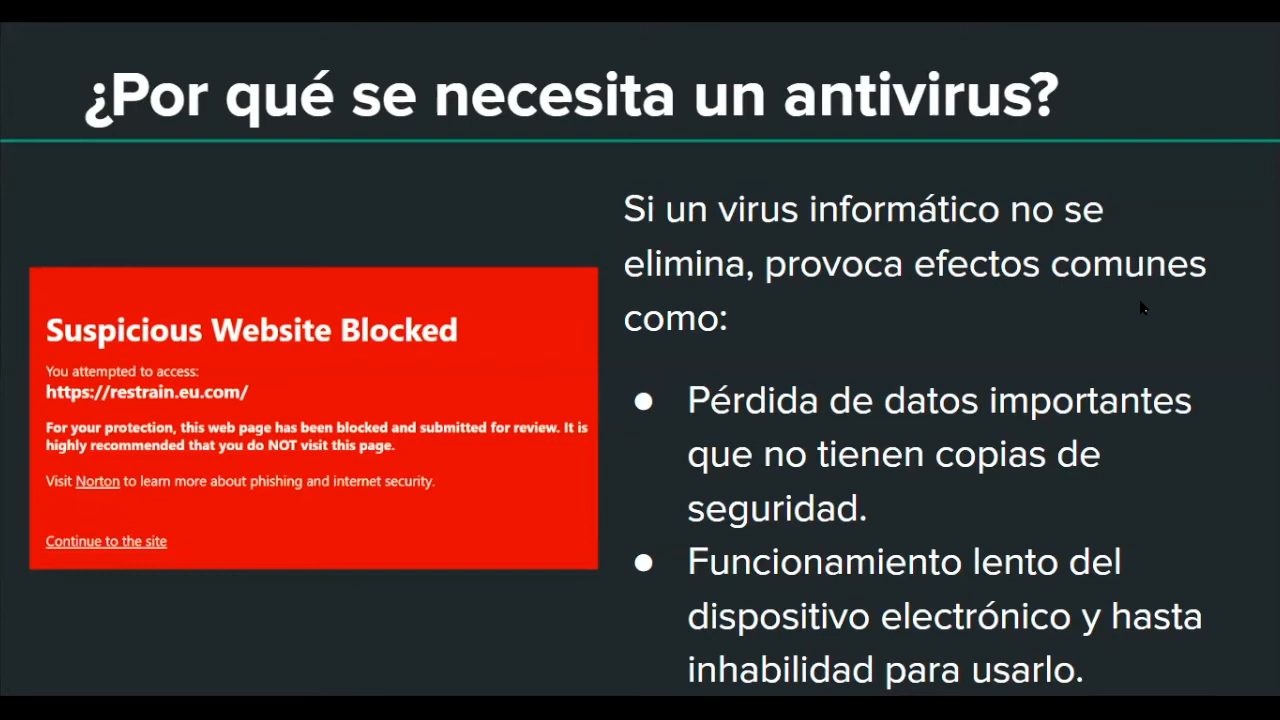 ¿Por qué se necesita un antivirus?
Suspicious Website Blocked
You attempted to access:
https://restrain.eu.com/
For your protection, this web page has been blocked and submitted for review. It is
highly recommended that you do NOT visit this page.
Visit Norton to learn more about phishing and internet security.
Continue to the site
Si un virus informático no se
elimina, provoca efectos comunes
como:
● Pérdida de datos importantes
que no tienen copias de
seguridad.
● Funcionamiento lento del
dispositivo electrónico y hasta
inhabilidad para usarlo.